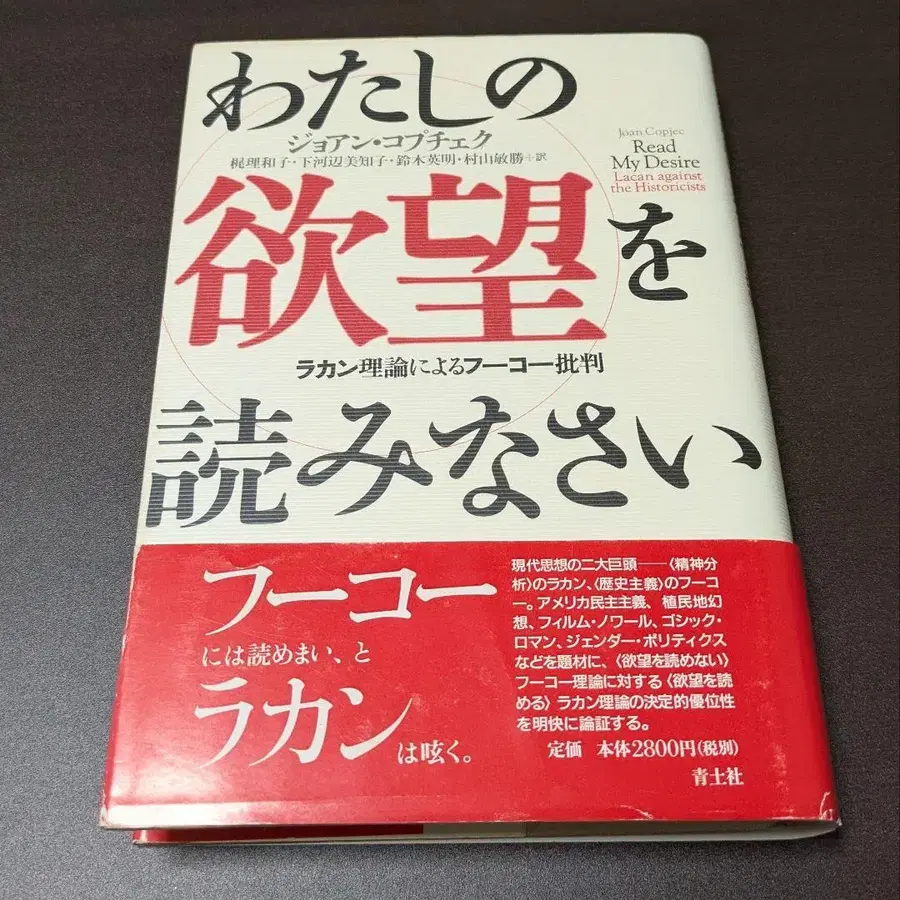 わたしの
ジョアン・コプチェク
梶理和子・下河辺美知子・鈴木英明・村山敏勝＋訳
Joan Copjec
Read
My Desire
Lacan against
the Historicists
欲望を
ラカン理論によるフーコー批判
読みなさい
フーコー
には読めまい、と
ラカン
は呟く。
現代思想の二大巨頭――〈精神分
析〉のラカン、〈歴史主義〉のフーコ
ー。アメリカ民主主義、植民地幻
想、フィルム・ノワール、ゴシック・
ロマン、ジェンダー・ポリティクス
などを題材に、〈欲望を読めない〉
フーコー理論に対する〈欲望を読
める〉ラカン理論の決定的優位性
を明快に論証する。
定価 本体2800円（税別）
青土社